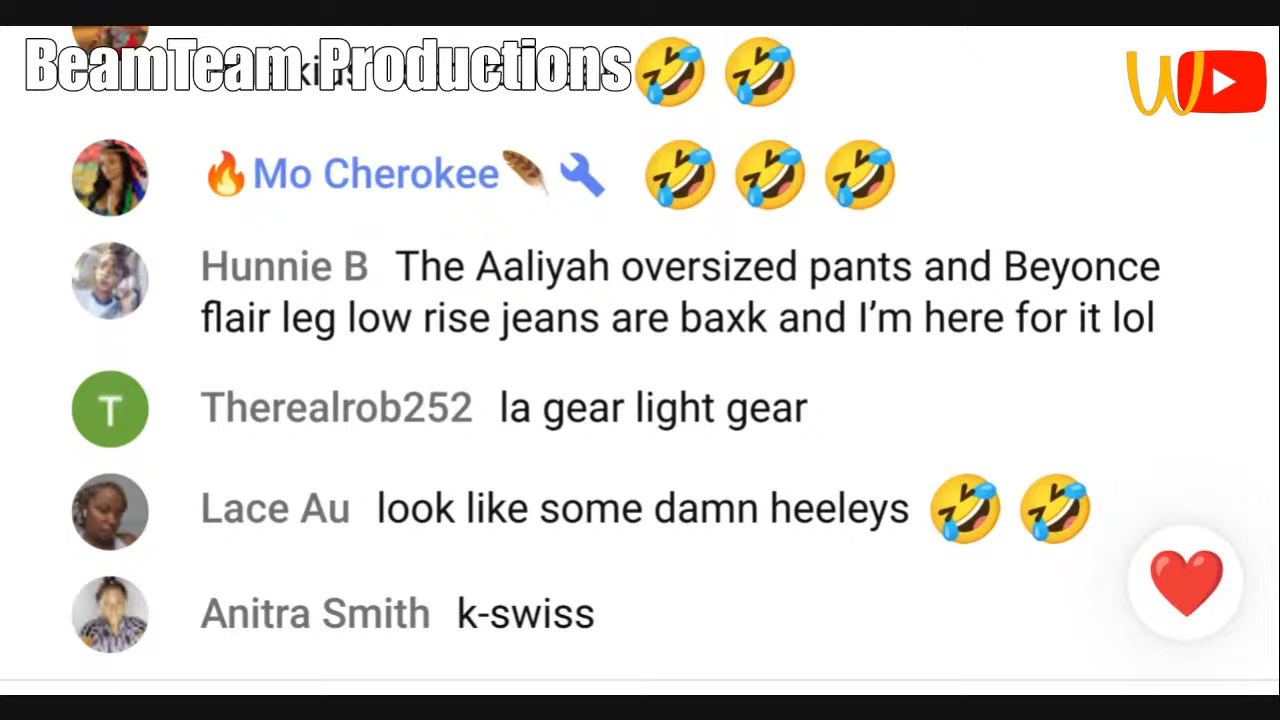 BeamTeam Productions 🤣 🤣
🔥Mo Cherokee🪶🔧 🤣 🤣 🤣
Hunnie B The Aaliyah oversized pants and Beyonce
flair leg low rise jeans are baxk and I’m here for it lol
T Therealrob252 la gear light gear
Lace Au look like some damn heeleys 🤣 🤣
Anitra Smith k-swiss